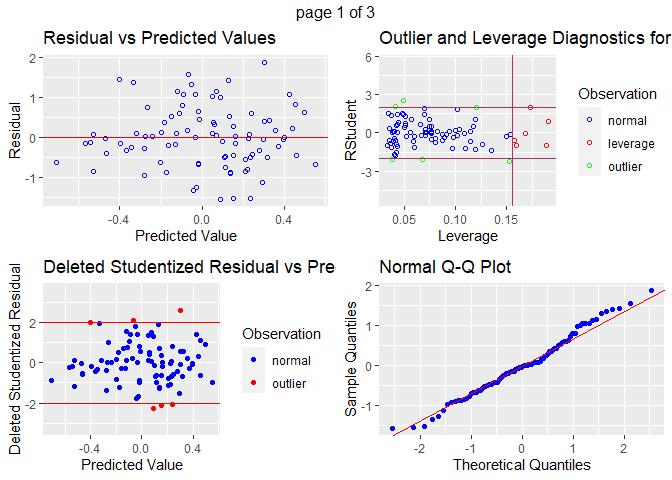 page 1 of 3
Residual vs Predicted Values
Residual
2
1
0
-1
-0.4
0.0
0.4
Predicted Value
Outlier and Leverage Diagnostics for
RStudent
6
3
0
-3
0.05
0.10
0.15
Leverage
Observation
normal
leverage
outlier
Deleted Studentized Residual vs Pre
Deleted Studentized Residual
2
0
-2
-0.4
0.0
0.4
Predicted Value
Observation
normal
outlier
Normal Q-Q Plot
Sample Quantiles
2
1
0
-1
-2
-1
0
1
2
Theoretical Quantiles